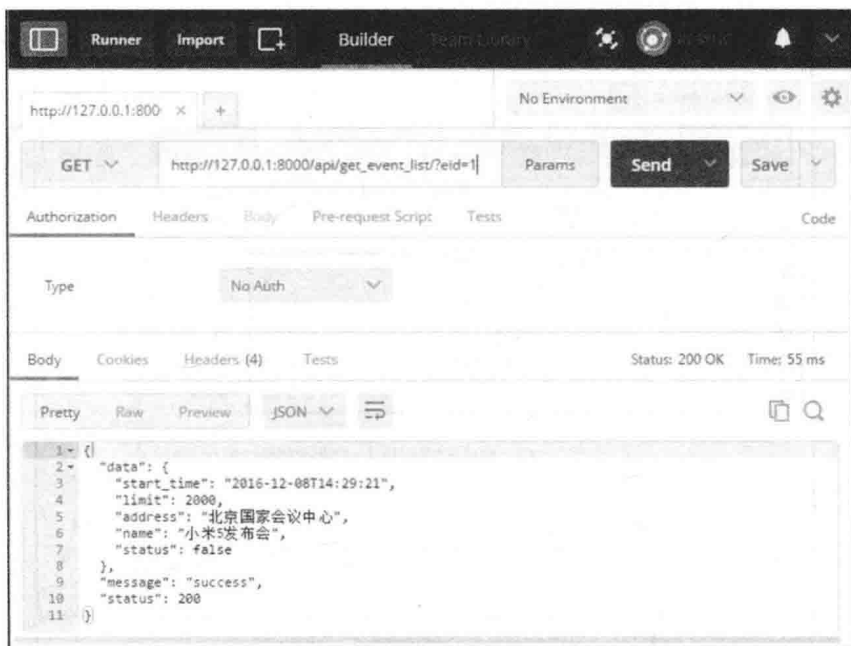 Runner Import Builder Team Library
http://127.0.0.1:800 × + No Environment
GET http://127.0.0.1:8000/api/get_event_list/?eid=1 Params Send Save
Authorization Headers Body Pre-request Script Tests Code
Type No Auth
Body Cookies Headers (4) Tests Status: 200 OK Time: 55 ms
Pretty Raw Preview JSON
1 {
2 "data": {
3 "start_time": "2016-12-08T14:29:21",
4 "limit": 2000,
5 "address": "北京国家会议中心",
6 "name": "小米5发布会",
7 "status": false
8 },
9 "message": "success",
10 "status": 200
11 }